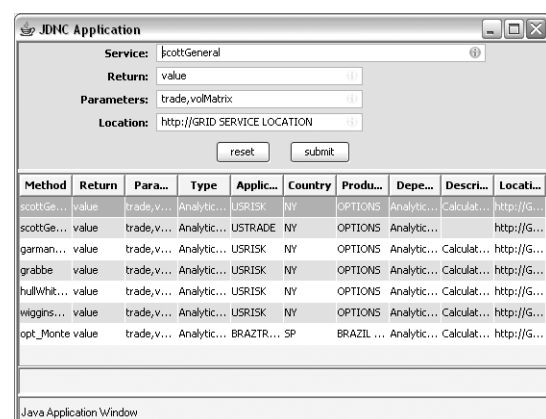 JDNC Application
Service: scottGeneral
Return: value
Parameters: trade,volMatrix
Location: http://GRID SERVICE LOCATION
reset submit
Method Return Para... Type Applic... Country Produ... Depe... Descri... Locati...
scottGe... value trade,v... Analytic... USRISK NY OPTIONS Analytic... Calculat... http://G...
scottGe... value trade,v... Analytic... USTRADE NY OPTIONS Analytic... http://G...
garman... value trade,v... Analytic... USRISK NY OPTIONS Analytic... Calculat... http://G...
grabbe value trade,v... Analytic... USRISK NY OPTIONS Analytic... Calculat... http://G...
hullWhit... value trade,v... Analytic... USRISK NY OPTIONS Analytic... Calculat... http://G...
wiggins... value trade,v... Analytic... USRISK NY OPTIONS Analytic... Calculat... http://G...
opt_Monte value trade,v... Analytic... BRAZTR... SP BRAZIL ... Analytic... Calculat... http://G...
Java Application Window